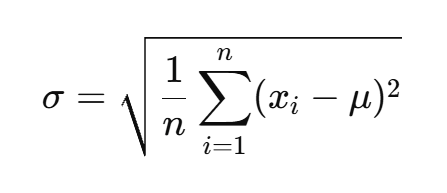 σ = √(1/n ∑_{i=1}^{n} (x_i − μ)²)